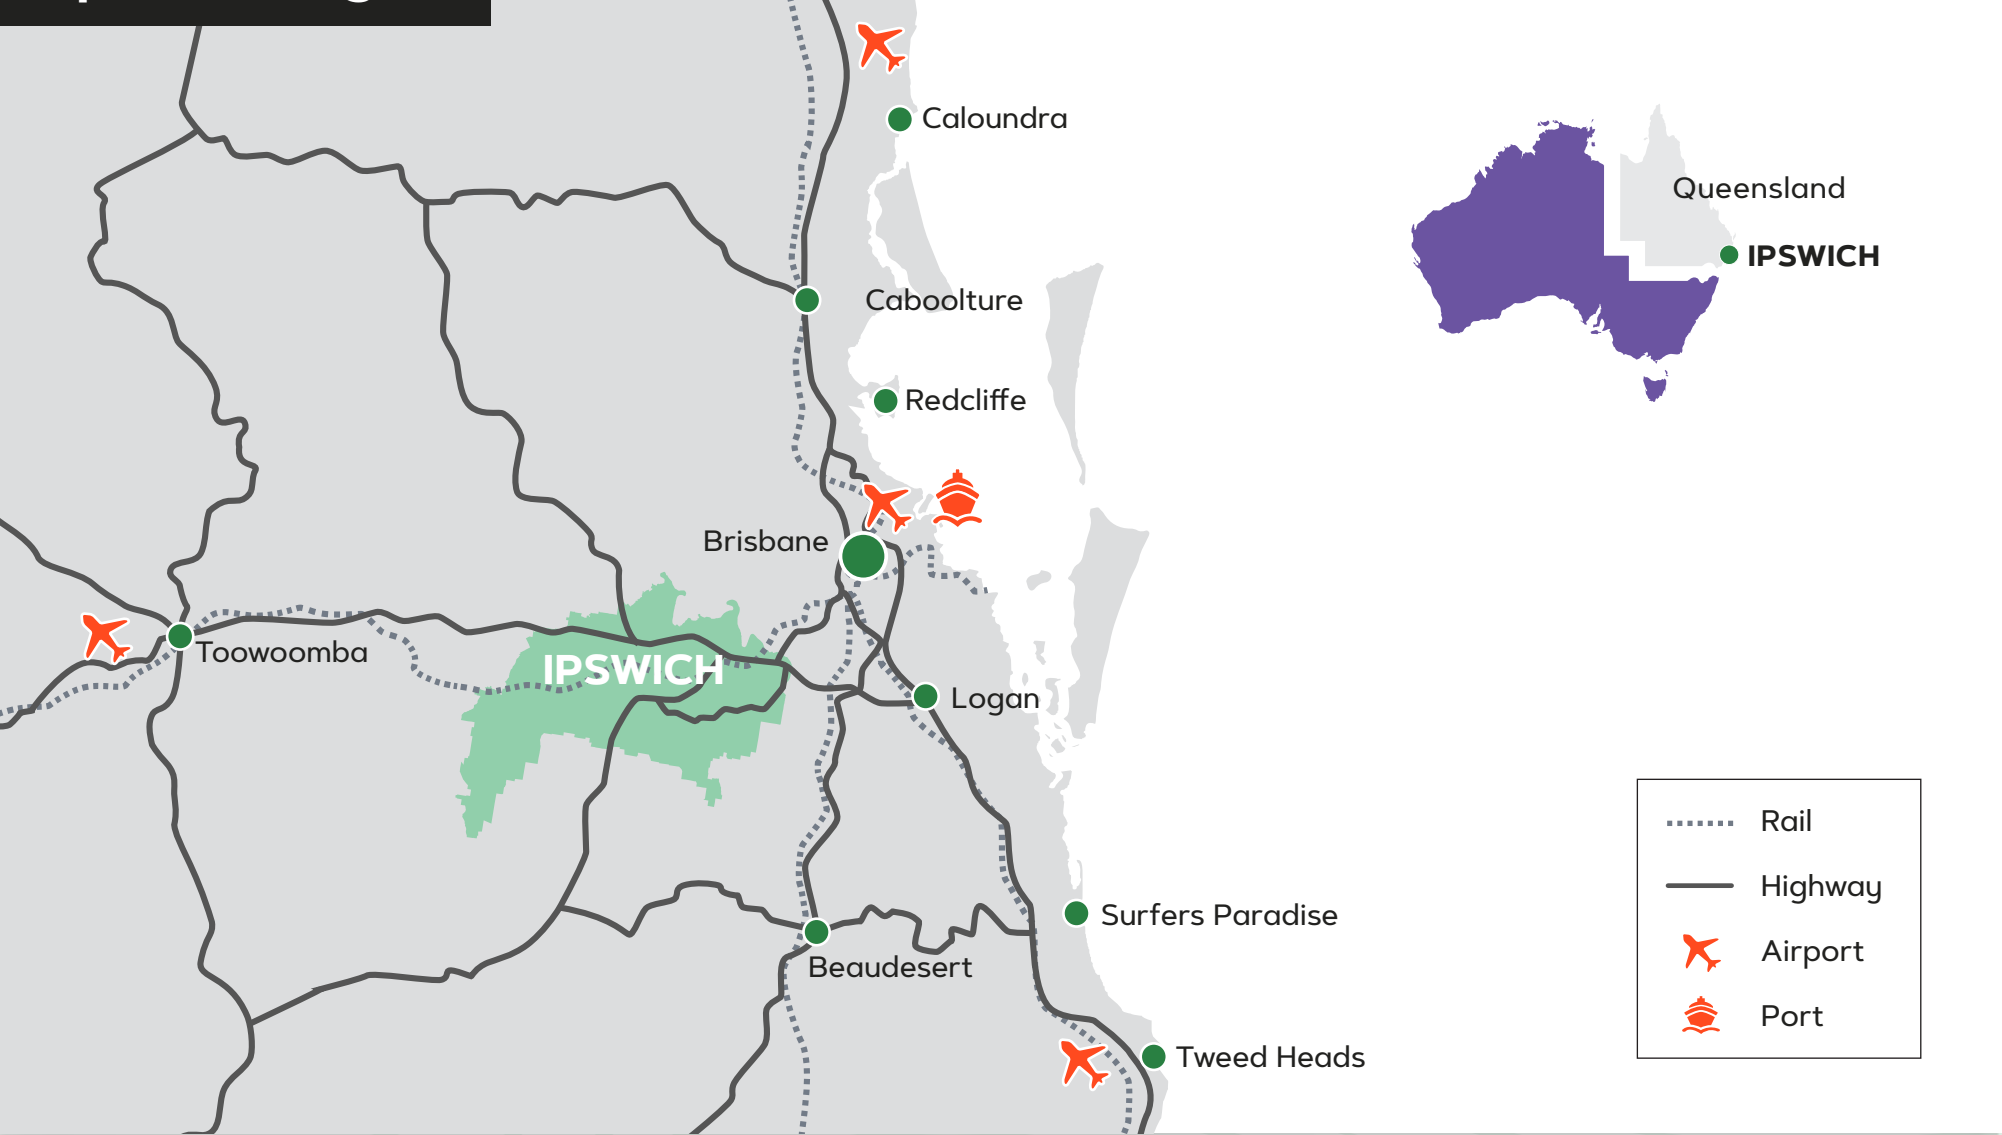 Caloundra
Queensland
IPSWICH
Caboolture
Redcliffe
Brisbane
Toowoomba
IPSWICH
Logan
Rail
Highway
Airport
Port
Surfers Paradise
Beaudesert
Tweed Heads